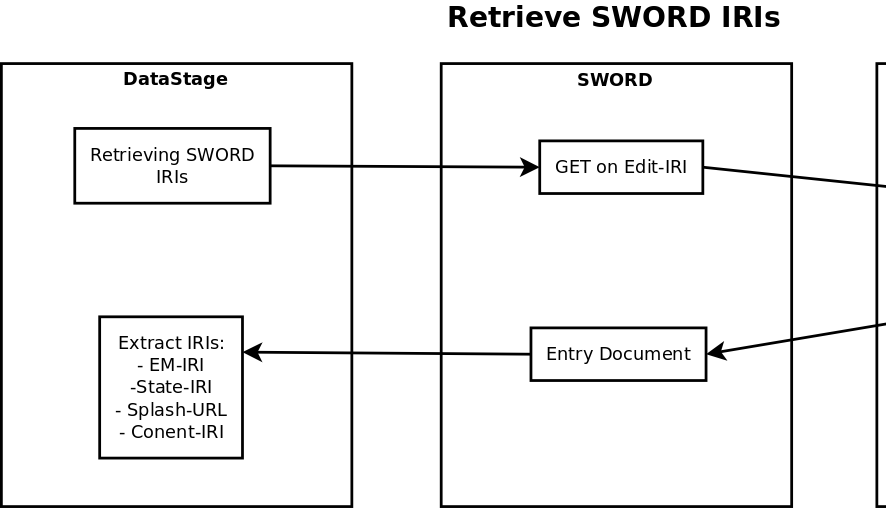 Retrieve SWORD IRIs
DataStage
Retrieving SWORD
IRIs
Extract IRIs:
- EM-IRI
-State-IRI
- Splash-URL
- Conent-IRI
SWORD
GET on Edit-IRI
Entry Document